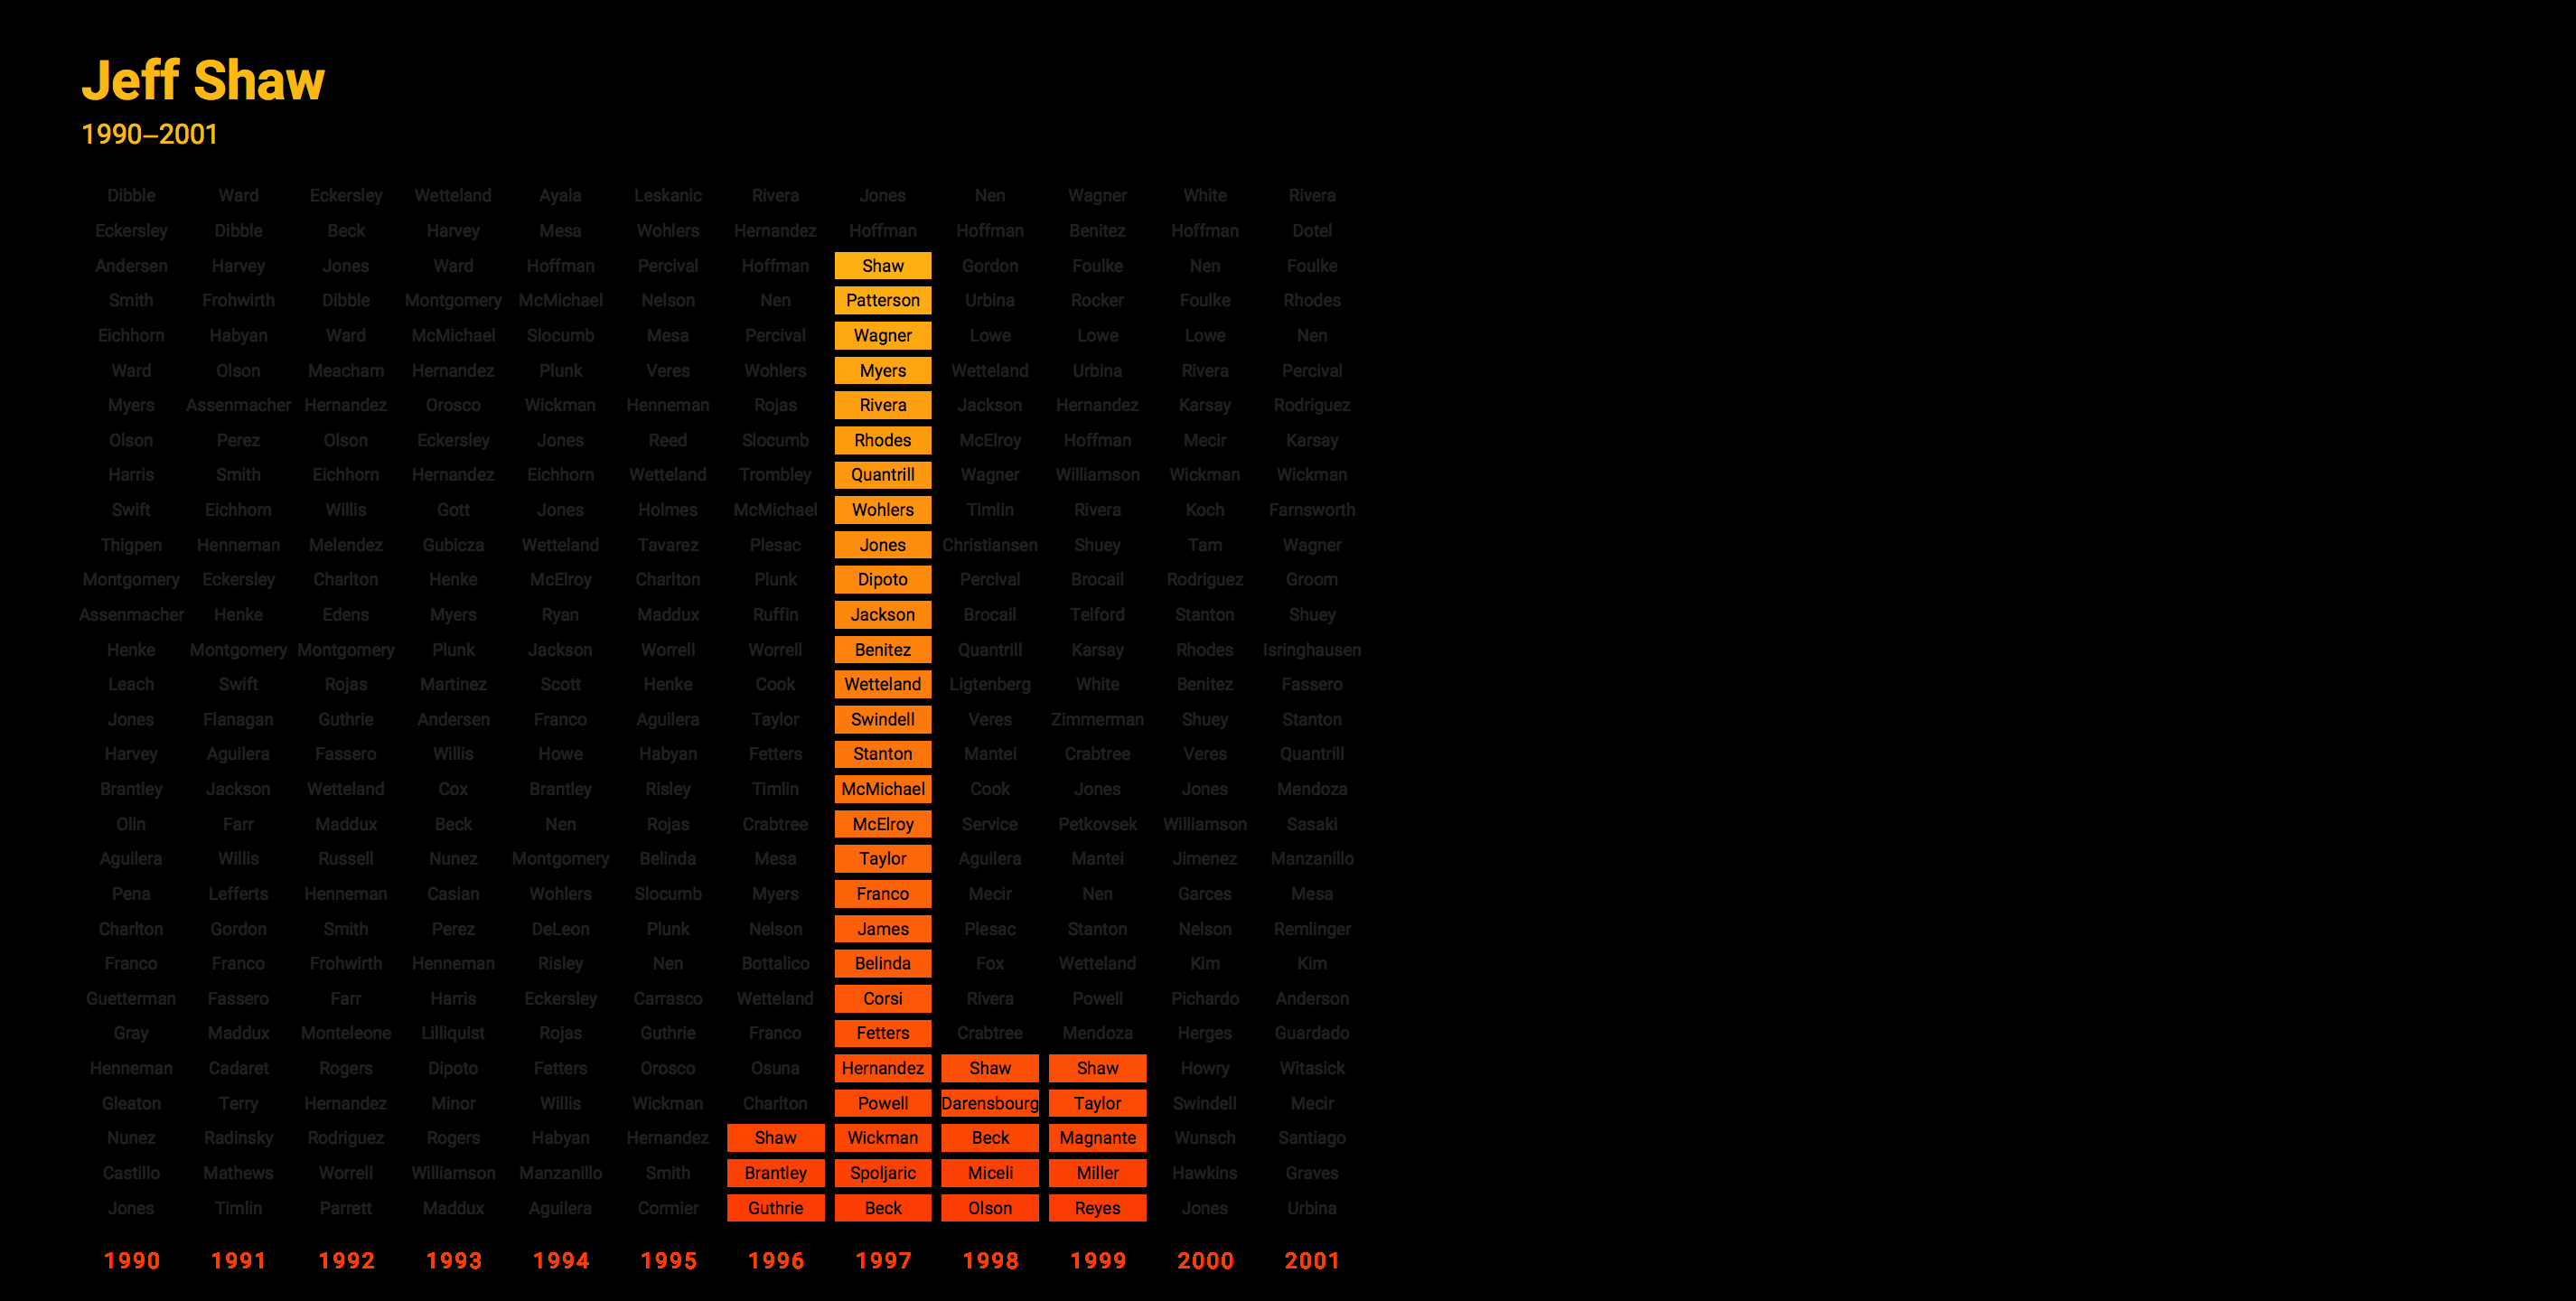 Jeff Shaw
1990–2001
Dibble Ward Eckersley Wetteland Ayala Leskanic Rivera Jones Nen Wagner White Rivera
Eckersley Dibble Beck Harvey Mesa Wohlers Hernandez Hoffman Hoffman Benitez Hoffman Dotel
Andersen Harvey Jones Ward Hoffman Percival Hoffman Shaw Gordon Foulke Nen Foulke
Smith Frohwirth Dibble Montgomery McMichael Nelson Nen Patterson Urbina Rocker Foulke Rhodes
Eichhorn Habyan Ward McMichael Slocumb Mesa Percival Wagner Lowe Lowe Lowe Nen
Ward Olson Meacham Hernandez Plunk Veres Wohlers Myers Wetteland Urbina Rivera Percival
Myers Assenmacher Hernandez Orosco Wickman Henneman Rojas Rivera Jackson Hernandez Karsay Rodriguez
Olson Perez Olson Eckersley Jones Reed Slocumb Rhodes McElroy Hoffman Mecir Karsay
Harris Smith Eichhorn Hernandez Eichhorn Wetteland Trombley Quantrill Wagner Williamson Wickman Wickman
Swift Eichhorn Willis Gott Jones Holmes McMichael Wohlers Timlin Rivera Koch Farnsworth
Thigpen Henneman Melendez Gubicza Wetteland Tavarez Plesac Jones Christiansen Shuey Tam Wagner
Montgomery Eckersley Charlton Henke McElroy Charlton Plunk Dipoto Percival Brocail Rodriguez Groom
Assenmacher Henke Edens Myers Ryan Maddux Ruffin Jackson Brocail Telford Stanton Shuey
Henke Montgomery Montgomery Plunk Jackson Worrell Worrell Benitez Quantrill Karsay Rhodes Isringhausen
Leach Swift Rojas Martinez Scott Henke Cook Wetteland Ligtenberg White Benitez Fassero
Jones Flanagan Guthrie Andersen Franco Aguilera Taylor Swindell Veres Zimmerman Shuey Stanton
Harvey Aguilera Fassero Willis Howe Habyan Fetters Stanton Mantei Crabtree Veres Quantrill
Brantley Jackson Wetteland Cox Brantley Risley Timlin McMichael Cook Jones Jones Mendoza
Olin Farr Maddux Beck Nen Rojas Crabtree McElroy Service Petkovsek Williamson Sasaki
Aguilera Willis Russell Nunez Montgomery Belinda Mesa Taylor Aguilera Mantei Jimenez Manzanillo
Pena Lefferts Henneman Casian Wohlers Slocumb Myers Franco Mecir Nen Garces Mesa
Charlton Gordon Smith Perez DeLeon Plunk Nelson James Plesac Stanton Nelson Remlinger
Franco Franco Frohwirth Henneman Risley Nen Bottalico Belinda Fox Wetteland Kim Kim
Guetterman Fassero Farr Harris Eckersley Carrasco Wetteland Corsi Rivera Powell Pichardo Anderson
Gray Maddux Monteleone Lilliquist Rojas Guthrie Franco Fetters Crabtree Mendoza Herges Guardado
Henneman Cadaret Rogers Dipoto Fetters Orosco Osuna Hernandez Shaw Shaw Howry Witasick
Gleaton Terry Hernandez Minor Willis Wickman Charlton Powell Darensbourg Taylor Swindell Mecir
Nunez Radinsky Rodriguez Rogers Habyan Hernandez Shaw Wickman Beck Magnante Wunsch Santiago
Castillo Mathews Worrell Williamson Manzanillo Smith Brantley Spoljaric Miceli Miller Hawkins Graves
Jones Timlin Parrett Maddux Aguilera Cormier Guthrie Beck Olson Reyes Jones Urbina
1990 1991 1992 1993 1994 1995 1996 1997 1998 1999 2000 2001